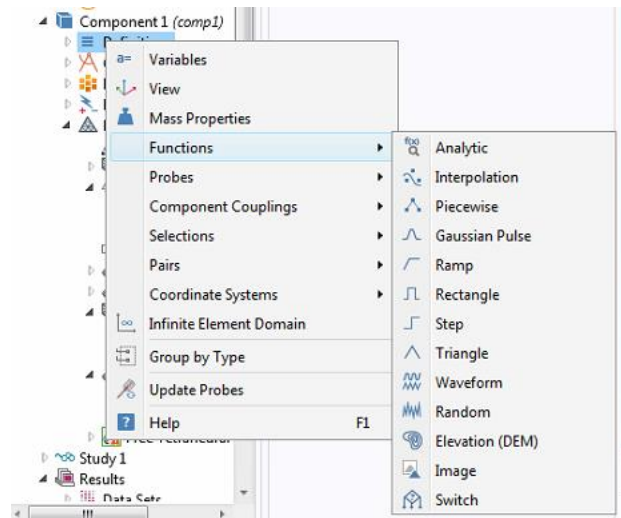 Component 1 (comp1)
Variables
View
Mass Properties
Functions
Probes
Component Couplings
Selections
Pairs
Coordinate Systems
Infinite Element Domain
Group by Type
Update Probes
Help F1
Analytic
Interpolation
Piecewise
Gaussian Pulse
Ramp
Rectangle
Step
Triangle
Waveform
Random
Elevation (DEM)
Image
Switch
Study 1
Results
Data Sets